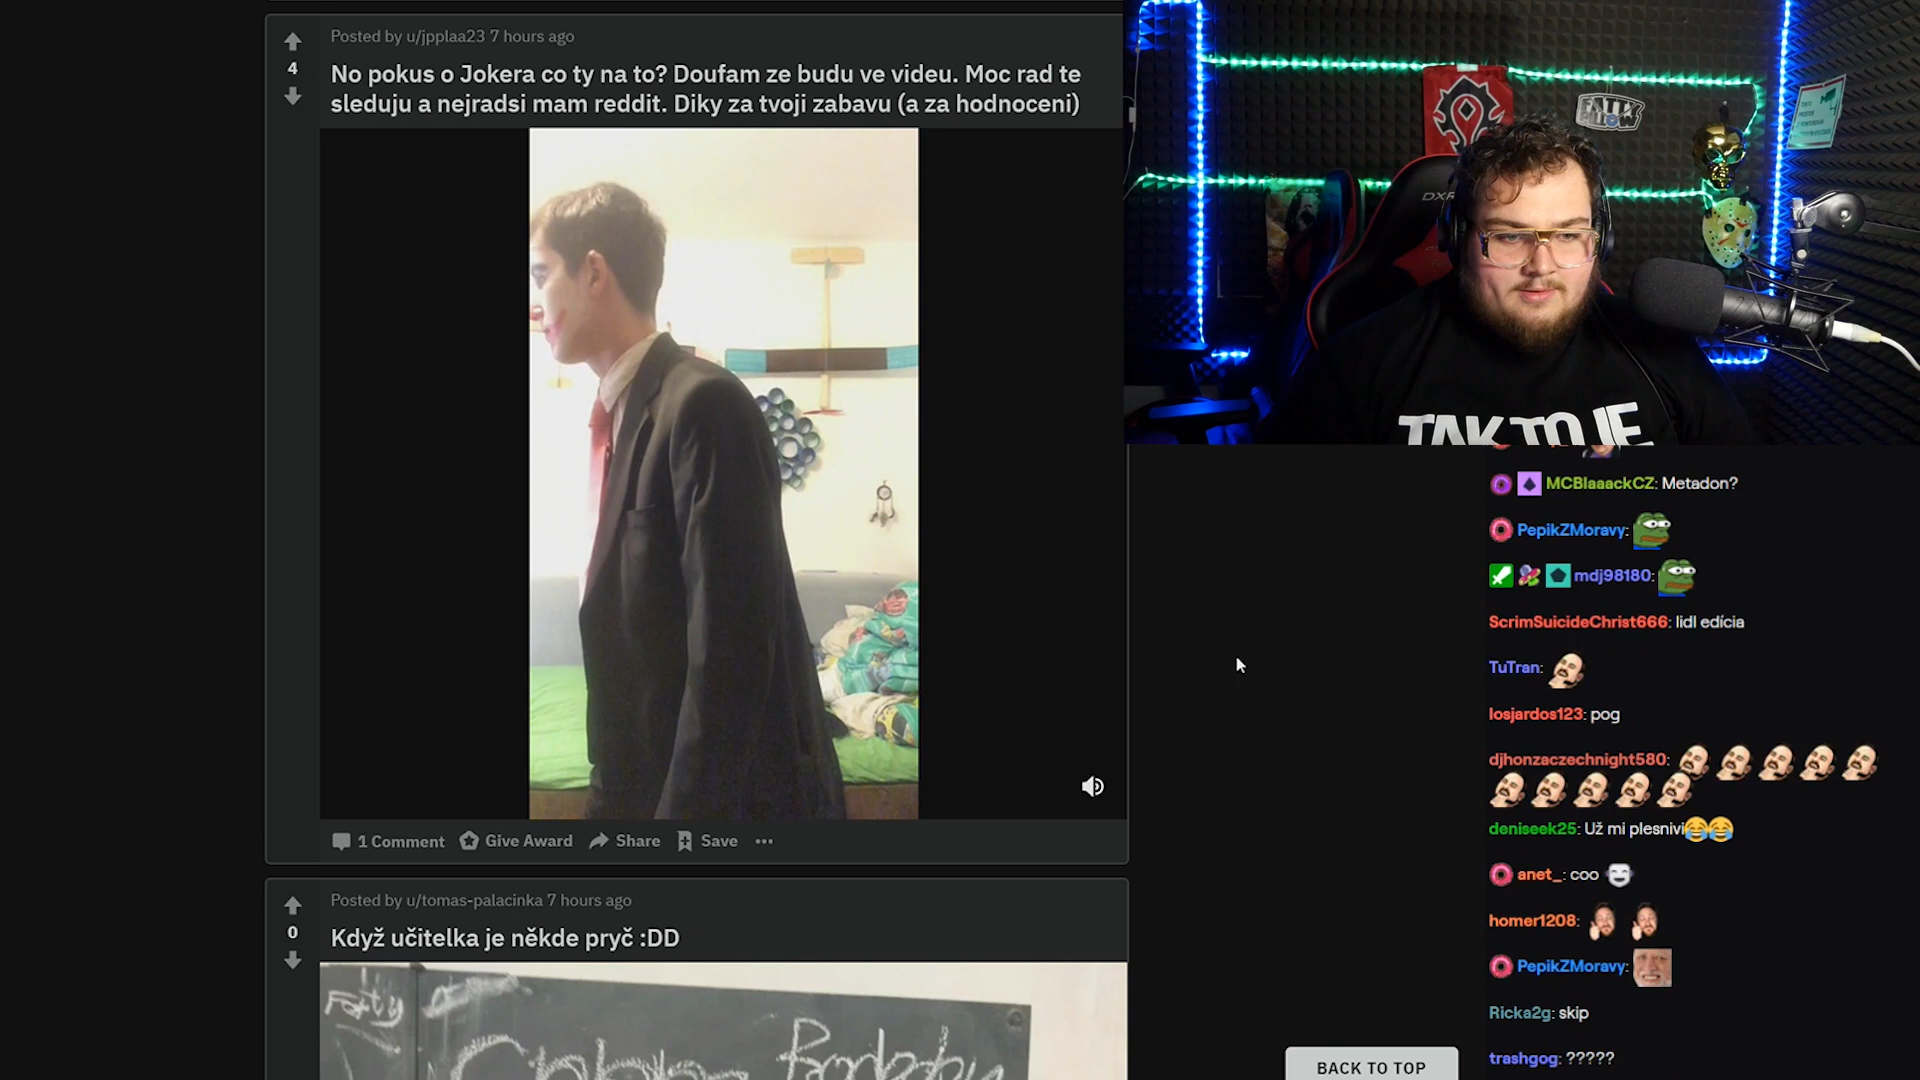 Posted by u/jpplaa23 7 hours ago
4
No pokus o Jokera co ty na to? Doufam ze budu ve videu. Moc rad te
sleduju a nejradsi mam reddit. Diky za tvoji zabavu (a za hodnoceni)
1 Comment
Give Award
Share
Save
Posted by u/tomas-palacinka 7 hours ago
0
Když učitelka je někde pryč :DD
FATTY
PILLOW
TAK TO JE
MCBlaaackCZ: Metadon?
PepikZMoravy:
mdj98180:
ScrimSuicideChrist666: lidl edícia
TuTran:
losjardos123: pog
djhonzaczechnight580:
deniseek25: Už mi plesnivi
anet_: coo
homer1208:
PepikZMoravy:
Ricka2g: skip
trashgog: ?????
BACK TO TOP